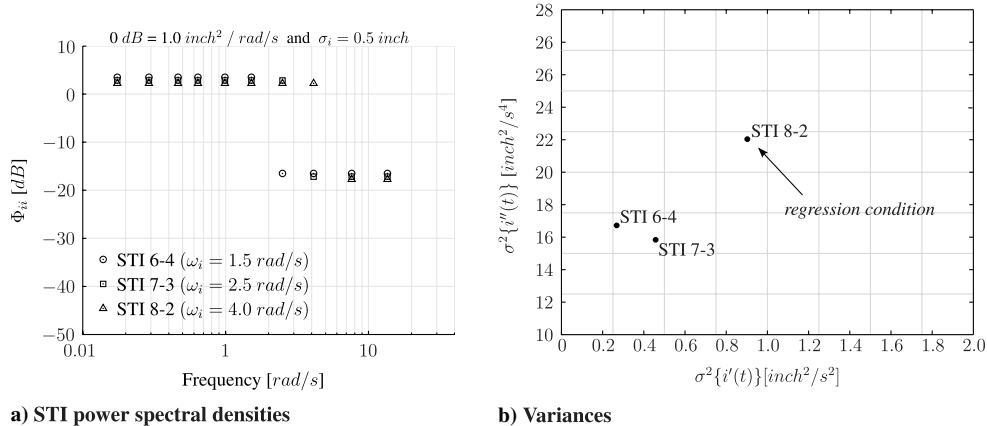 0 dB = 1.0 inch² / rad/s and σᵢ = 0.5 inch
10
0
−10
−20
−30
−40
−50
Φᵢᵢ [dB]
STI 6-4 (ωᵢ = 1.5 rad/s)
STI 7-3 (ωᵢ = 2.5 rad/s)
STI 8-2 (ωᵢ = 4.0 rad/s)
0.01
1
10
Frequency [rad/s]
a) STI power spectral densities
28
26
24
22
20
18
16
14
12
10
σ²{i″(t)} [inch²/s⁴]
STI 8-2
regression condition
STI 6-4
STI 7-3
0 0.2 0.4 0.6 0.8 1.0 1.2 1.4 1.6 1.8 2.0
σ²{i′(t)}[inch²/s²]
b) Variances